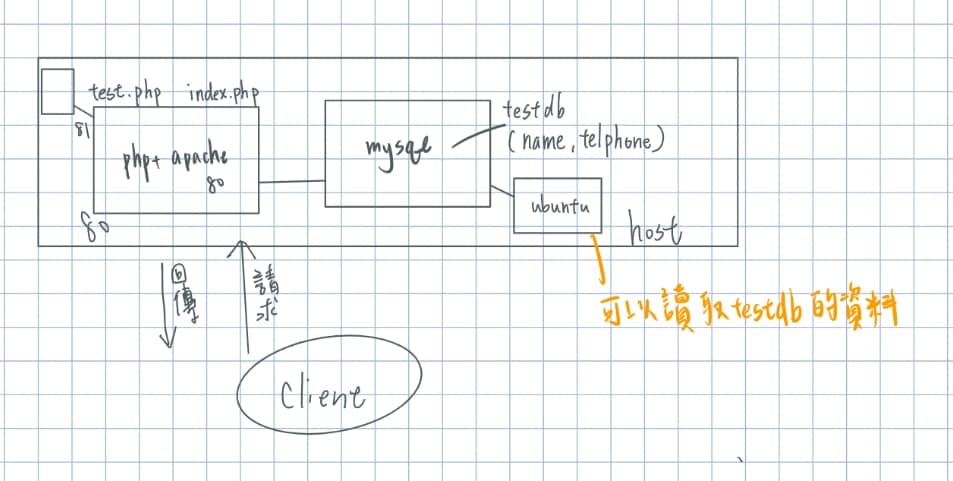 test.php index.php
81
php+ apache
80
80
mysql
testdb
(name, telphone)
ubuntu
host
回傳
請求
可以讀取testdb的資料
Client